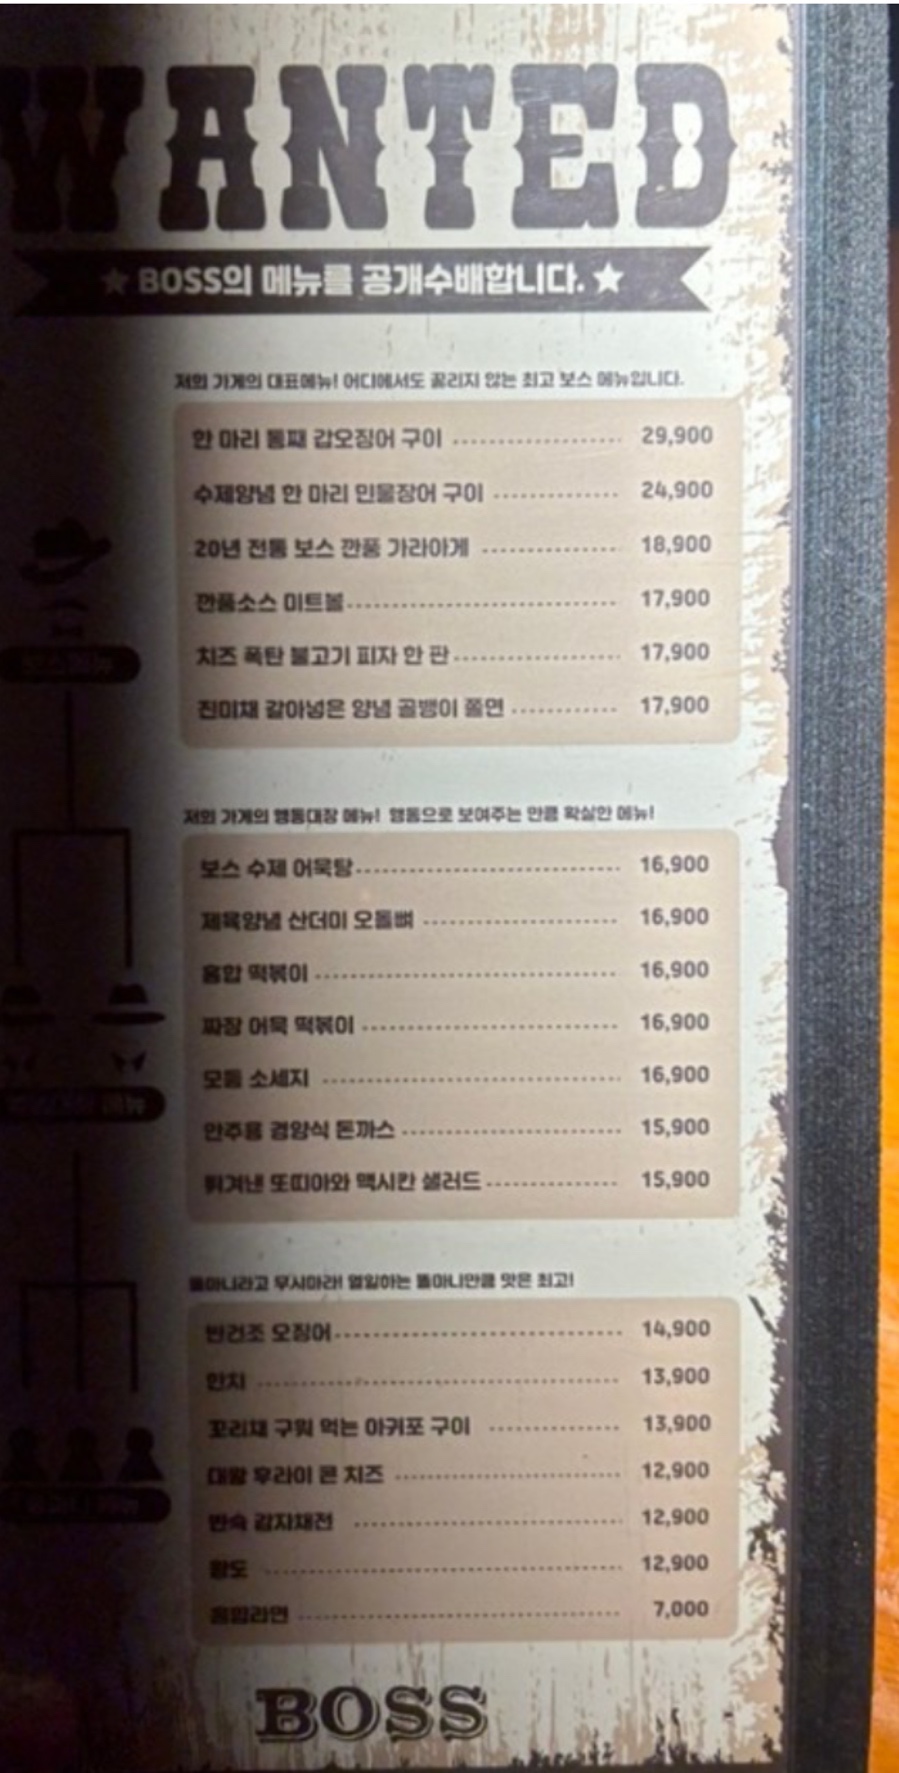 WANTED
★ BOSS의 메뉴를 공개수배합니다. ★
저희 가게의 대표메뉴! 어디에서도 꿀리지 않는 최고 보스 메뉴입니다.
한 마리 통째 갑오징어 구이 29,900
수제양념 한 마리 민물장어 구이 24,900
20년 전통 보스 깐풍 가라아게 18,900
깐풍소스 미트볼 17,900
치즈 폭탄 불고기 피자 한 판 17,900
진미채 갈아넣은 양념 골뱅이 쫄면 17,900
저희 가게의 행동대장 메뉴! 행동으로 보여주는 만큼 확실한 메뉴!
보스 수제 어묵탕 16,900
제육양념 산더미 오돌뼈 16,900
홍합 떡볶이 16,900
짜장 어묵 떡볶이 16,900
모둠 소세지 16,900
안주용 경양식 돈까스 15,900
튀겨낸 또띠아와 맥시칸 샐러드 15,900
똘마니라고 무시마라! 열일하는 똘마니만큼 맛은 최고!
반건조 오징어 14,900
한치 13,900
꼬리채 구워 먹는 아귀포 구이 13,900
대왕 후라이 콘 치즈 12,900
반숙 감자채전 12,900
황도 12,900
홍합라면 7,000
BOSS